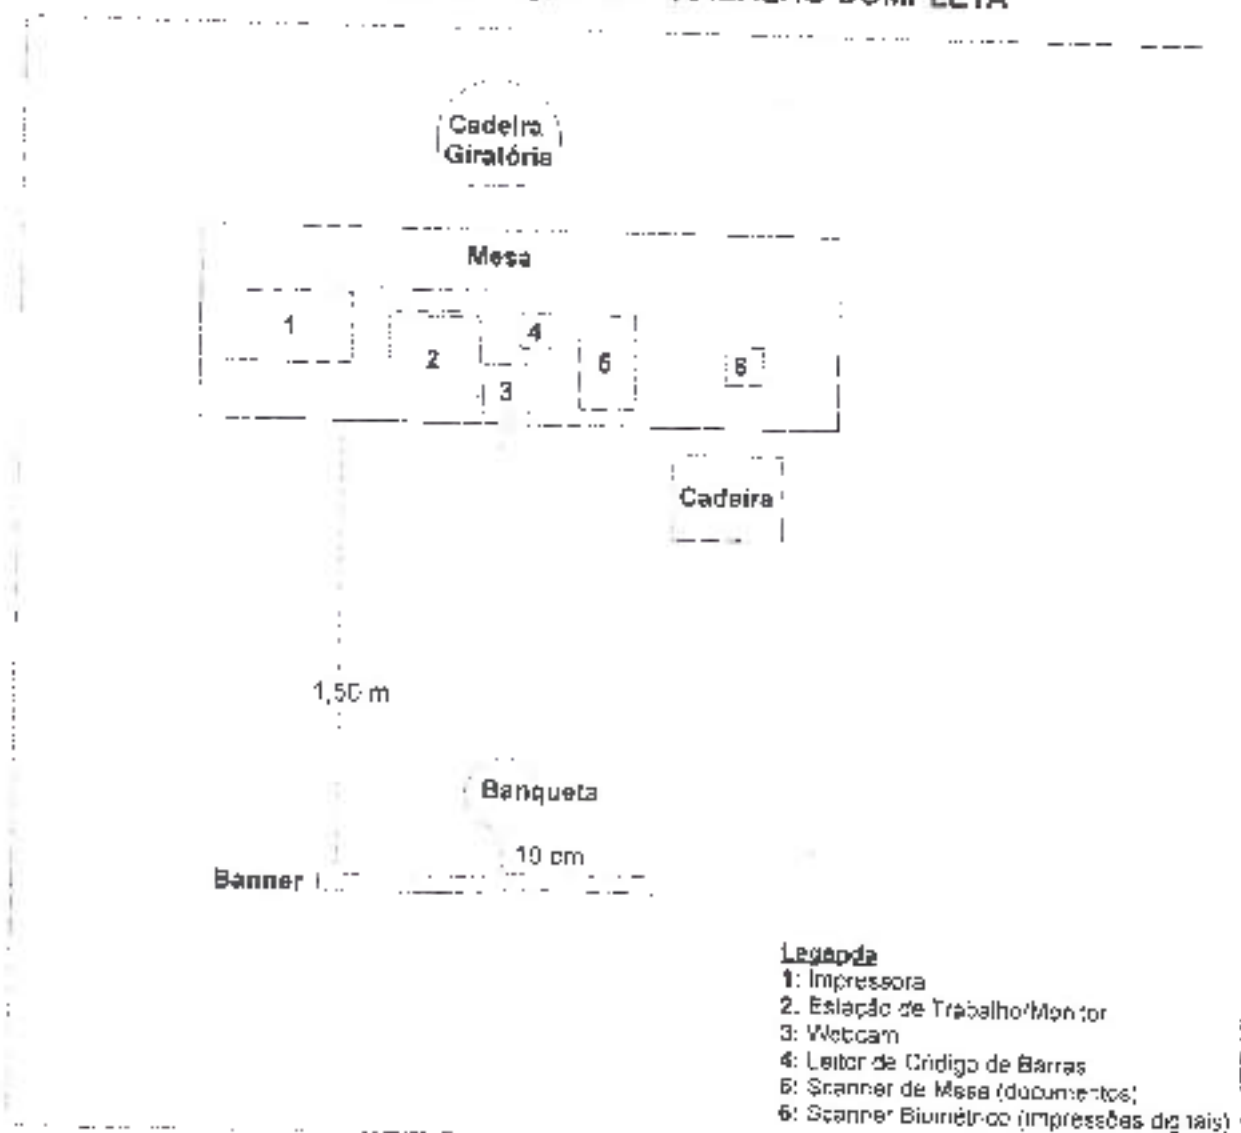 COMPLETA
Cadeira
Giratória
Mesa
1
2
3
4
5
6
Cadeira
1,50 m
Banqueta
10 cm
Banner
Legenda
1: Impressora
2. Estação de Trabalho/Monitor
3: Webcam
4: Leitor de Código de Barras
5: Scanner de Mesa (documentos)
6: Scanner Biométrico (impressões digitais)